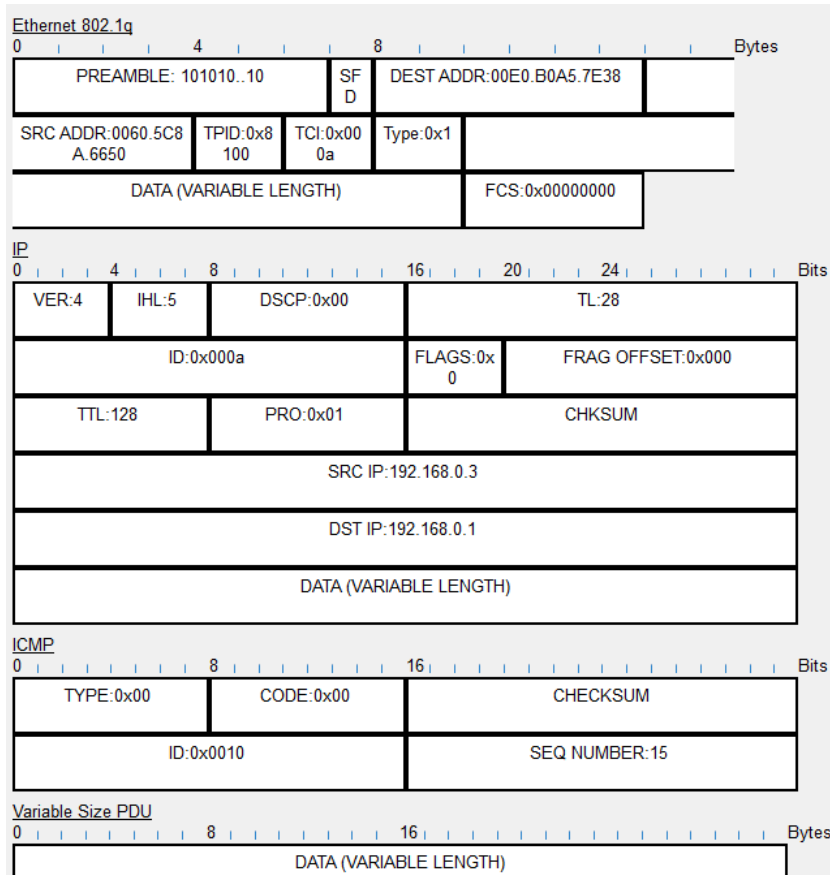 Ethernet 802.1q
0 4 8 Bytes
PREAMBLE: 101010..10 SF DEST ADDR:00E0.B0A5.7E38
D
SRC ADDR:0060.5C8 TPID:0x8 TCI:0x00 Type:0x1
A.6650 100 0a
DATA (VARIABLE LENGTH) FCS:0x00000000
IP
0 4 8 16 20 24 Bits
VER:4 IHL:5 DSCP:0x00 TL:28
ID:0x000a FLAGS:0x FRAG OFFSET:0x000
0
TTL:128 PRO:0x01 CHKSUM
SRC IP:192.168.0.3
DST IP:192.168.0.1
DATA (VARIABLE LENGTH)
ICMP
0 8 16 Bits
TYPE:0x00 CODE:0x00 CHECKSUM
ID:0x0010 SEQ NUMBER:15
Variable Size PDU
0 8 16 Bytes
DATA (VARIABLE LENGTH)